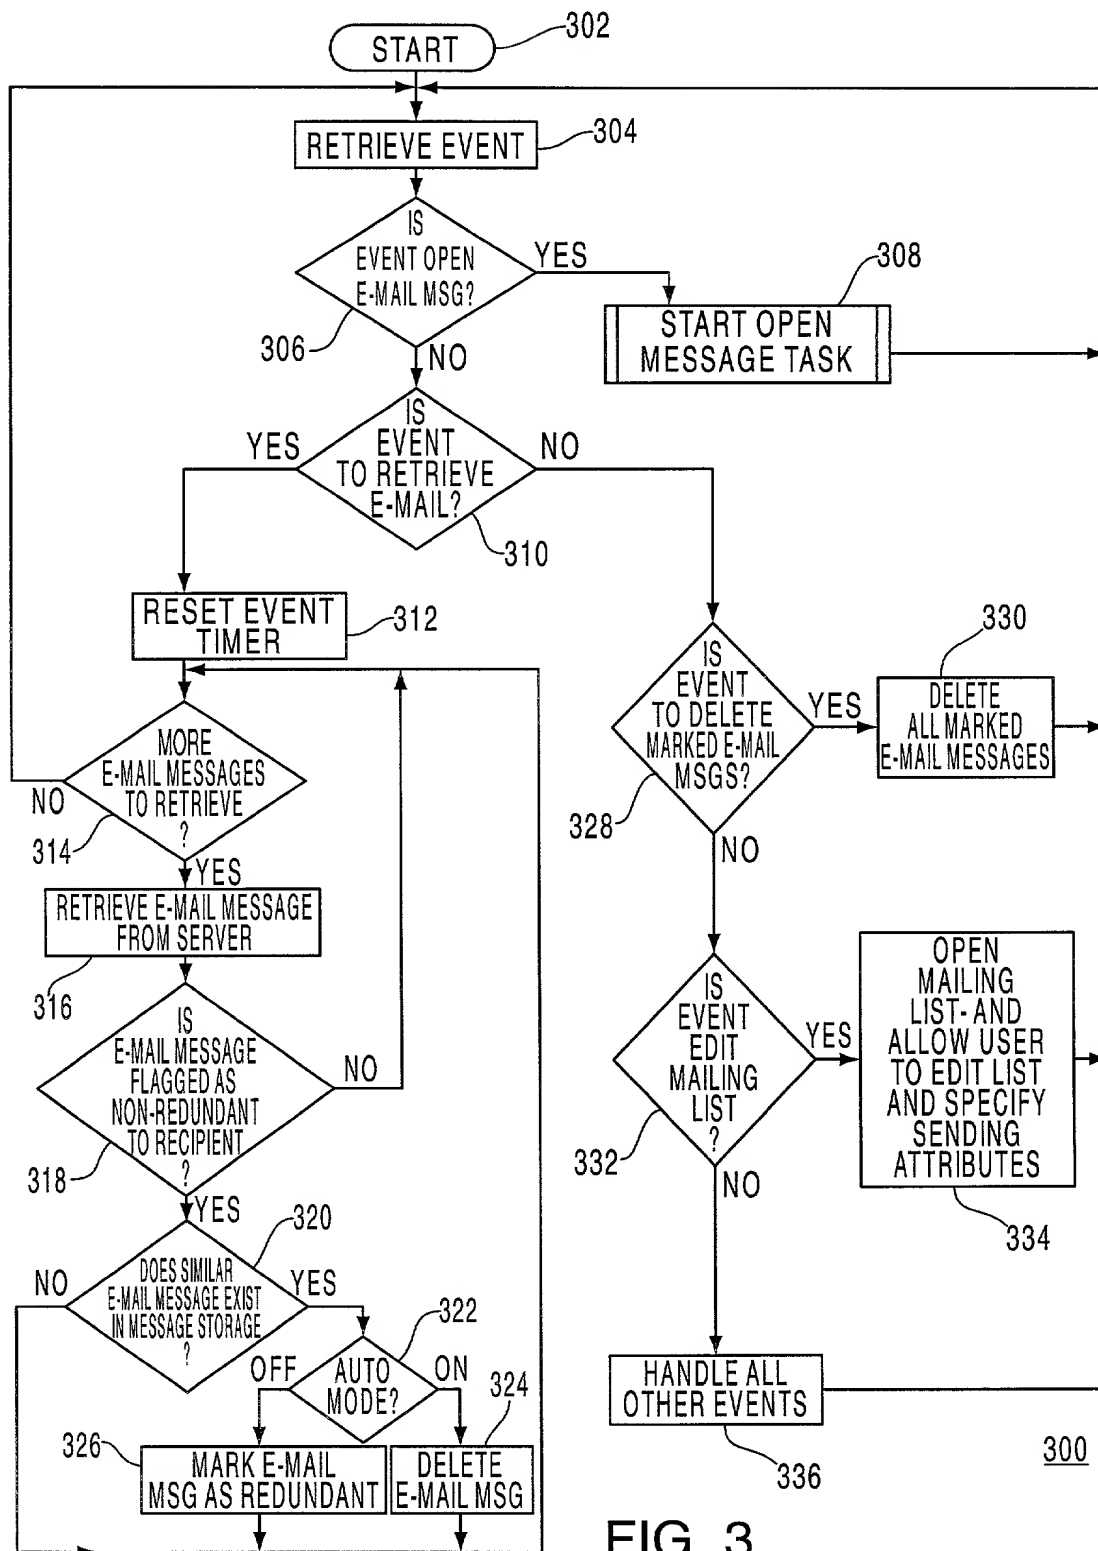 START
302
RETRIEVE EVENT
304
IS
EVENT OPEN
E-MAIL MSG?
306
YES
NO
START OPEN
MESSAGE TASK
308
IS
EVENT
TO RETRIEVE
E-MAIL?
310
YES
NO
RESET EVENT
TIMER
312
MORE
E-MAIL MESSAGES
TO RETRIEVE
?
314
NO
YES
RETRIEVE E-MAIL MESSAGE
FROM SERVER
316
IS
E-MAIL MESSAGE
FLAGGED AS
NON-REDUNDANT
TO RECIPIENT
?
318
NO
YES
DOES SIMILAR
E-MAIL MESSAGE EXIST
IN MESSAGE STORAGE
?
320
NO
YES
AUTO
MODE?
322
OFF
ON
MARK E-MAIL
MSG AS REDUNDANT
326
DELETE
E-MAIL MSG
324
IS
EVENT
TO DELETE
MARKED E-MAIL
MSGS?
328
YES
NO
DELETE
ALL MARKED
E-MAIL MESSAGES
330
IS
EVENT
EDIT
MAILING
LIST
?
332
YES
NO
OPEN
MAILING
LIST- AND
ALLOW USER
TO EDIT LIST
AND SPECIFY
SENDING
ATTRIBUTES
334
HANDLE ALL
OTHER EVENTS
336
300
FIG. 3